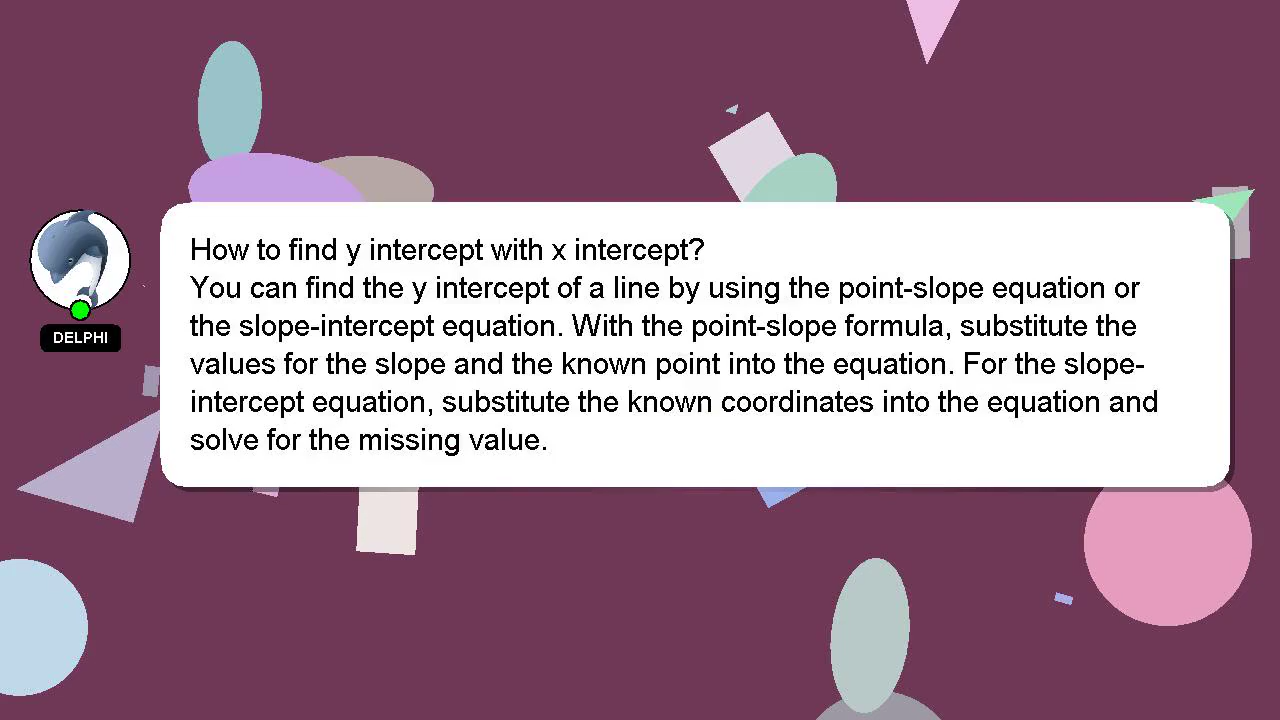 How to find y intercept with x intercept?
You can find the y intercept of a line by using the point-slope equation or
the slope-intercept equation. With the point-slope formula, substitute the
values for the slope and the known point into the equation. For the slope-
intercept equation, substitute the known coordinates into the equation and
solve for the missing value.
DELPHI